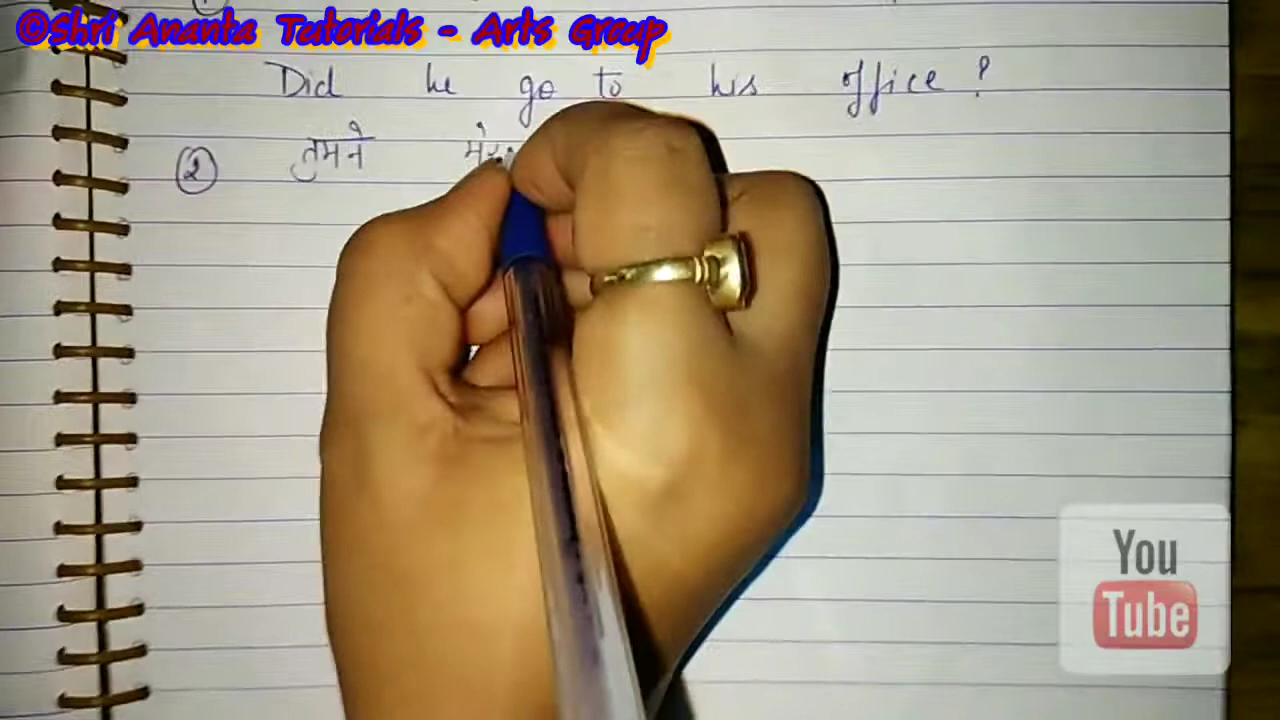 ©Shri Ananta Tutorials - Arts Group
Did he go to his office ?
② तुमने
You
Tube